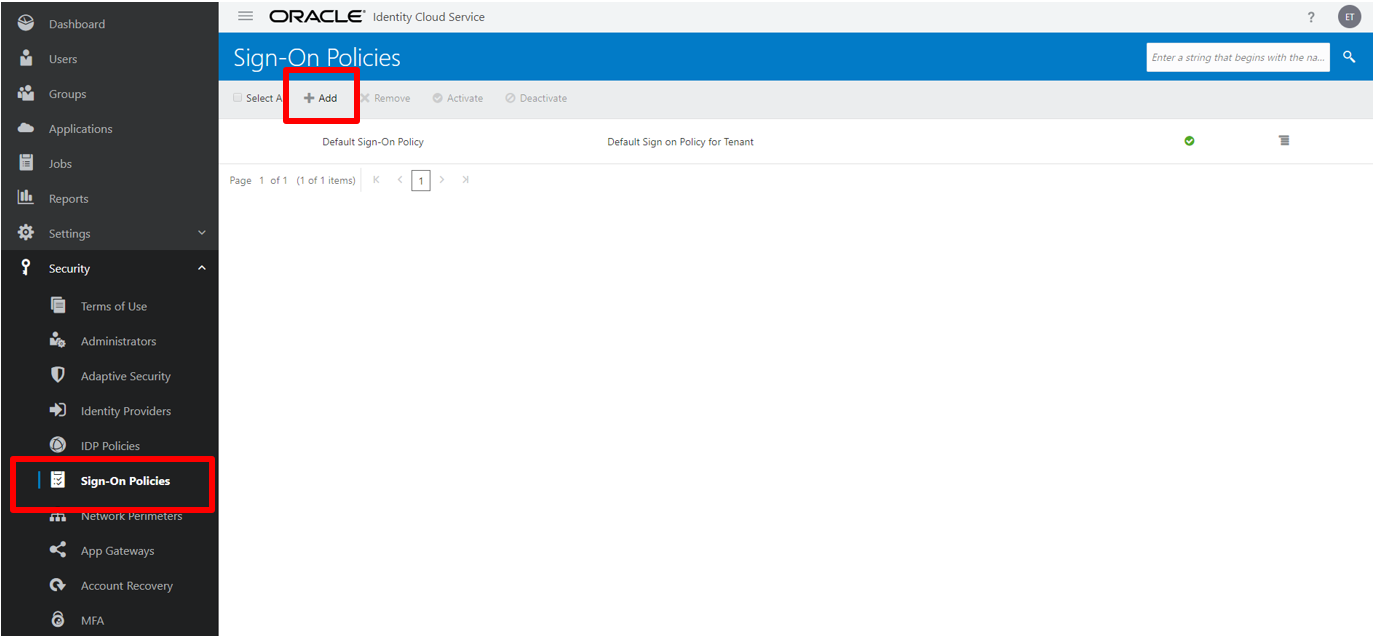 Dashboard
Users
Groups
Applications
Jobs
Reports
Settings
Security
Terms of Use
Administrators
Adaptive Security
Identity Providers
IDP Policies
Sign-On Policies
Network Perimeters
App Gateways
Account Recovery
MFA
ORACLE® Identity Cloud Service ? ET
Sign-On Policies Enter a string that begins with the na...
Select A Add Remove Activate Deactivate
Default Sign-On Policy Default Sign on Policy for Tenant
Page 1 of 1 (1 of 1 items) 1